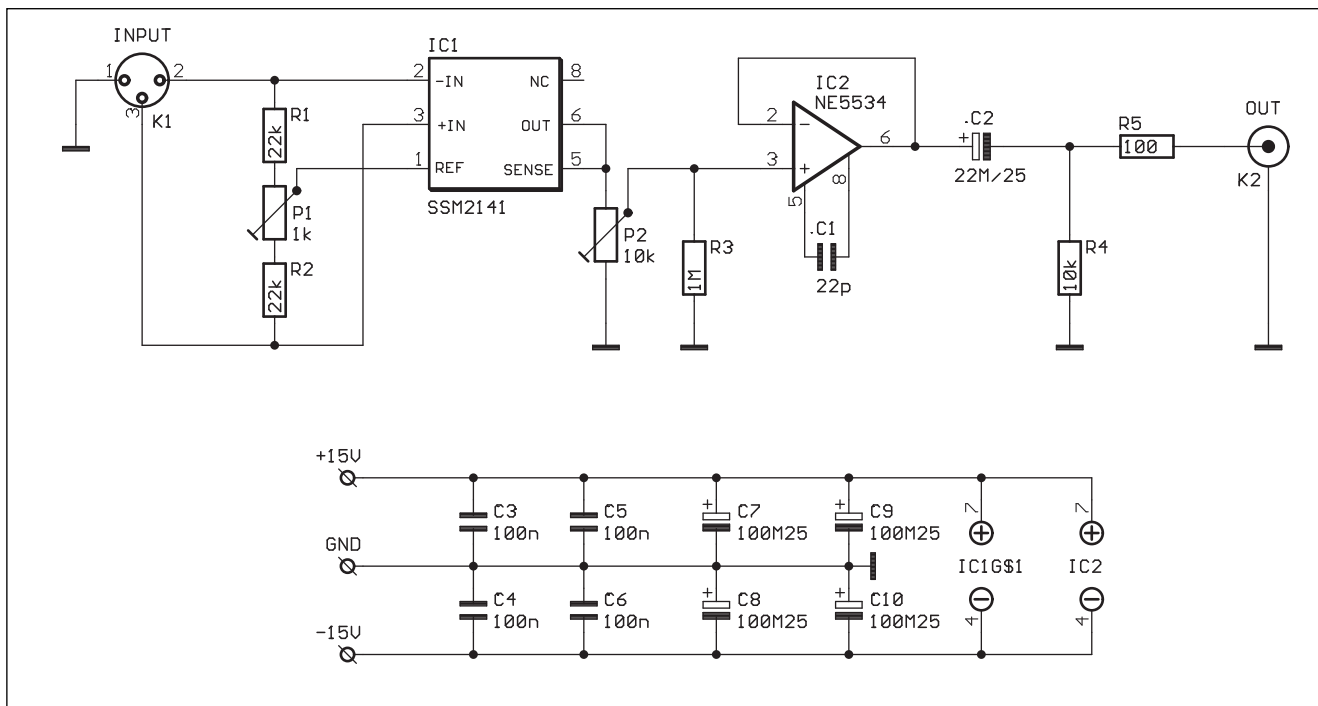 INPUT
1
2
3
K1
R1
22k
P1
1k
R2
22k
IC1
2
-IN
NC
8
3
+IN
OUT
6
1
REF
SENSE
5
SSM2141
P2
10k
R3
1M
IC2
NE5534
2
-
3
+
6
5
8
.C1
22p
.C2
+
22M/25
R5
100
R4
10k
OUT
K2
+15V
GND
-15V
C3
100n
C5
100n
+
C7
100M25
+
C9
100M25
C4
100n
C6
100n
+
C8
100M25
+
C10
100M25
7
+
IC1G$1
-
4
7
+
IC2
-
4